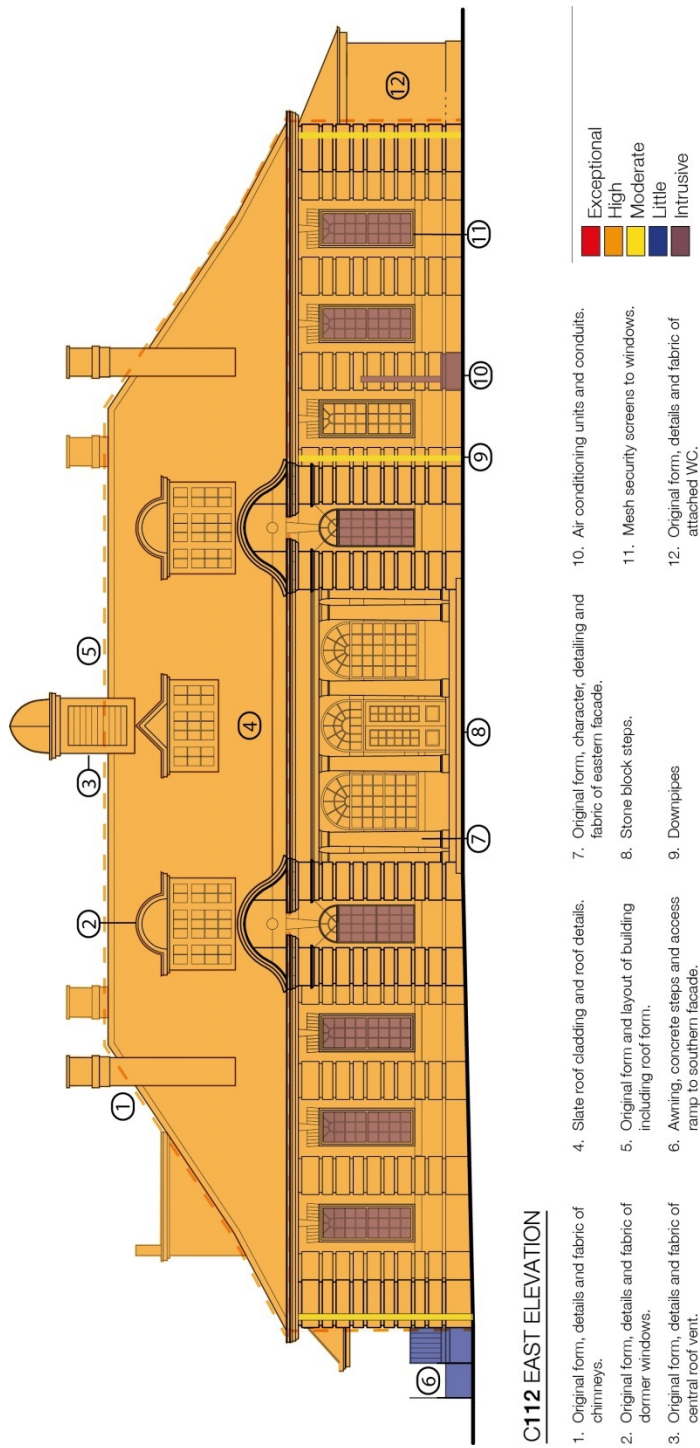 1
2
3
4
5
6
7
8
9
10
11
12
C112 EAST ELEVATION
1. Original form, details and fabric of
chimneys.
2. Original form, details and fabric of
dormer windows.
3. Original form, details and fabric of
central roof vent.
4. Slate roof cladding and roof details.
5. Original form and layout of building
including roof form.
6. Awning, concrete steps and access
ramp to southern facade.
7. Original form, character, detailing and
fabric of eastern facade.
8. Stone block steps.
9. Downpipes
10. Air conditioning units and conduits.
11. Mesh security screens to windows.
12. Original form, details and fabric of
attached WC.
Exceptional
High
Moderate
Little
Intrusive